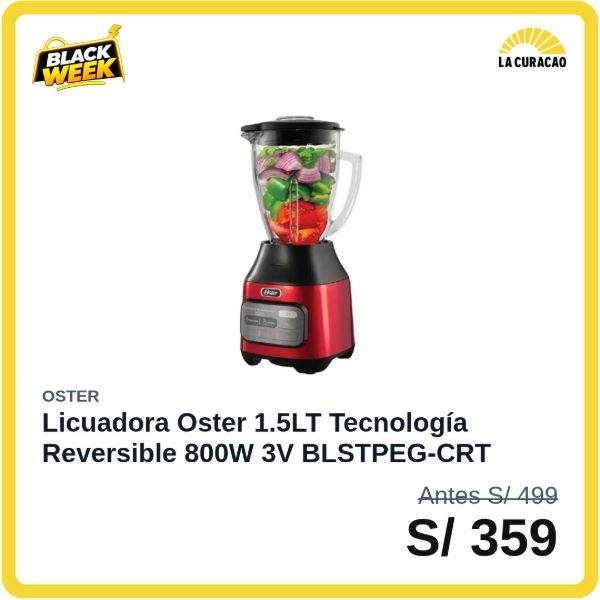 BLACK
WEEK
LA CURACAO
Oster
OSTER
Licuadora Oster 1.5LT Tecnología
Reversible 800W 3V BLSTPEG-CRT
Antes S/ 499
S/ 359